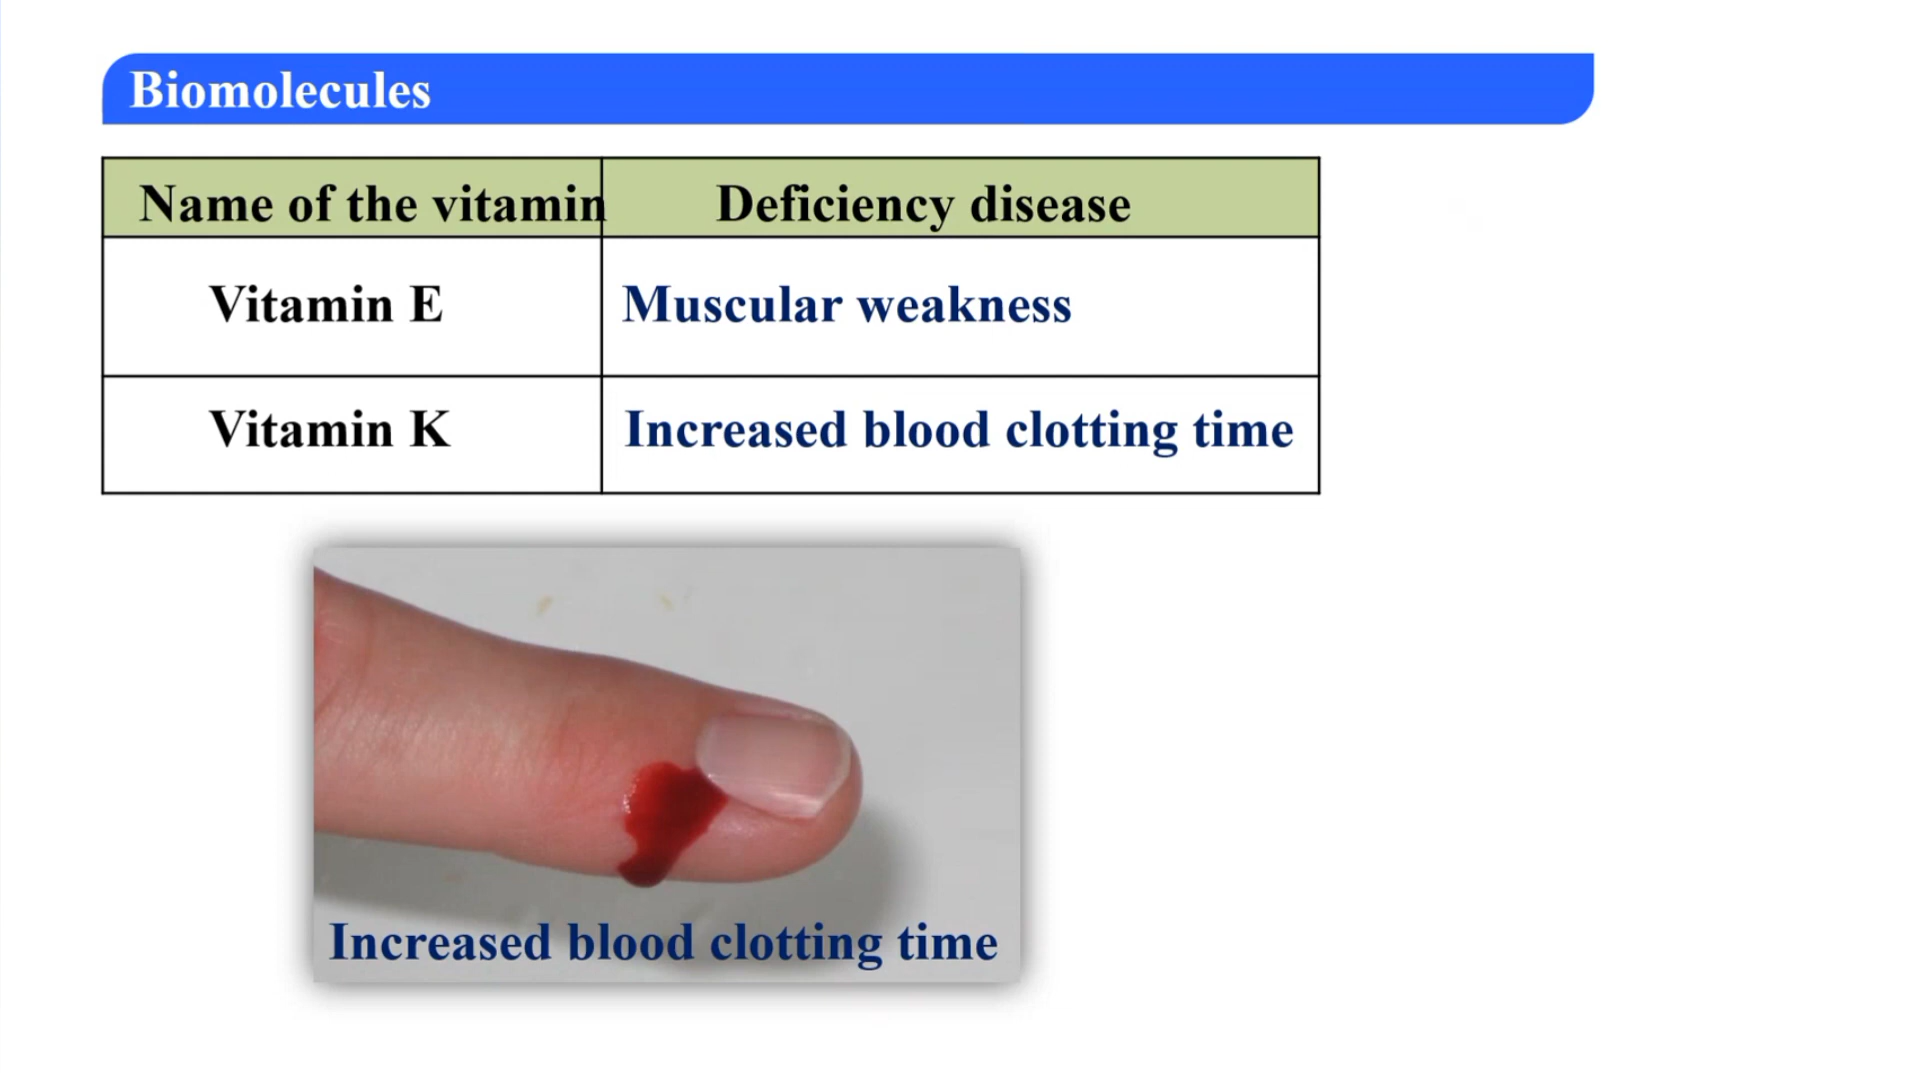 Biomolecules
Name of the vitamin Deficiency disease
Vitamin E Muscular weakness
Vitamin K Increased blood clotting time
Increased blood clotting time